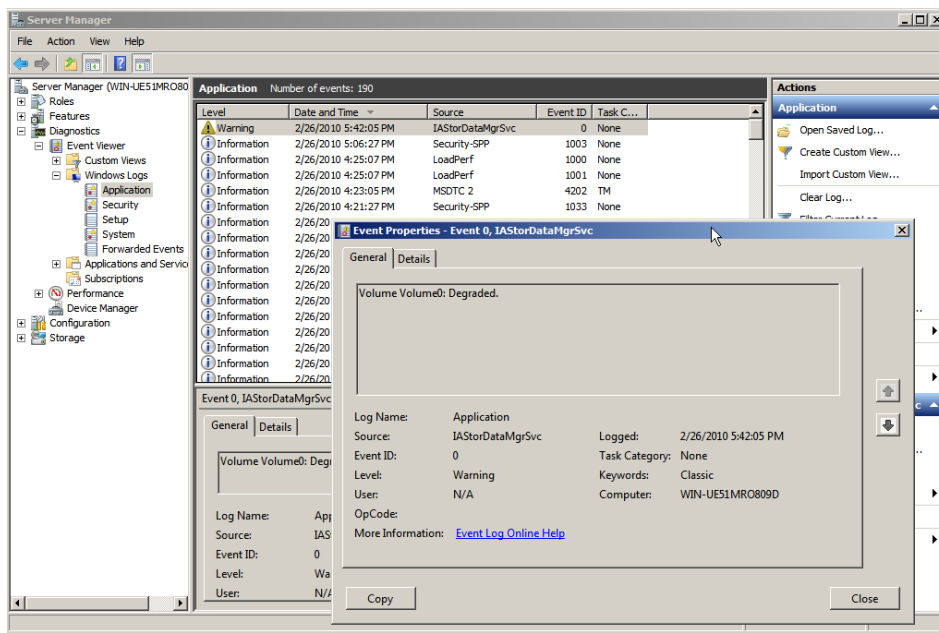 Server Manager
File Action View Help
Server Manager (WIN-UE51MRO80
Roles
Features
Diagnostics
Event Viewer
Custom Views
Windows Logs
Application
Security
Setup
System
Forwarded Events
Applications and Servic
Subscriptions
Performance
Device Manager
Configuration
Storage
Application Number of events: 190
Level Date and Time Source Event ID Task C...
Warning 2/26/2010 5:42:05 PM IAStorDataMgrSvc 0 None
Information 2/26/2010 5:06:27 PM Security-SPP 1003 None
Information 2/26/2010 4:25:07 PM LoadPerf 1000 None
Information 2/26/2010 4:25:07 PM LoadPerf 1001 None
Information 2/26/2010 4:23:05 PM MSDTC 2 4202 TM
Information 2/26/2010 4:21:27 PM Security-SPP 1033 None
Information 2/26/20
Information 2/26/20
Information 2/26/20
Information 2/26/20
Information 2/26/20
Information 2/26/20
Information 2/26/20
Information 2/26/20
Information 2/26/20
Information 2/26/20
Information 2/26/20
Event 0, IAStorDataMgrSvc
General Details
Volume Volume0: Degr
Log Name: App
Source: IAS
Event ID: 0
Level: Wa
User: N/A
Actions
Application
Open Saved Log...
Create Custom View...
Import Custom View...
Clear Log...
Filter Current Log
Event Properties - Event 0, IAStorDataMgrSvc
General Details
Volume Volume0: Degraded.
Log Name: Application
Source: IAStorDataMgrSvc Logged: 2/26/2010 5:42:05 PM
Event ID: 0 Task Category: None
Level: Warning Keywords: Classic
User: N/A Computer: WIN-UE51MRO809D
OpCode:
More Information: Event Log Online Help
Copy Close